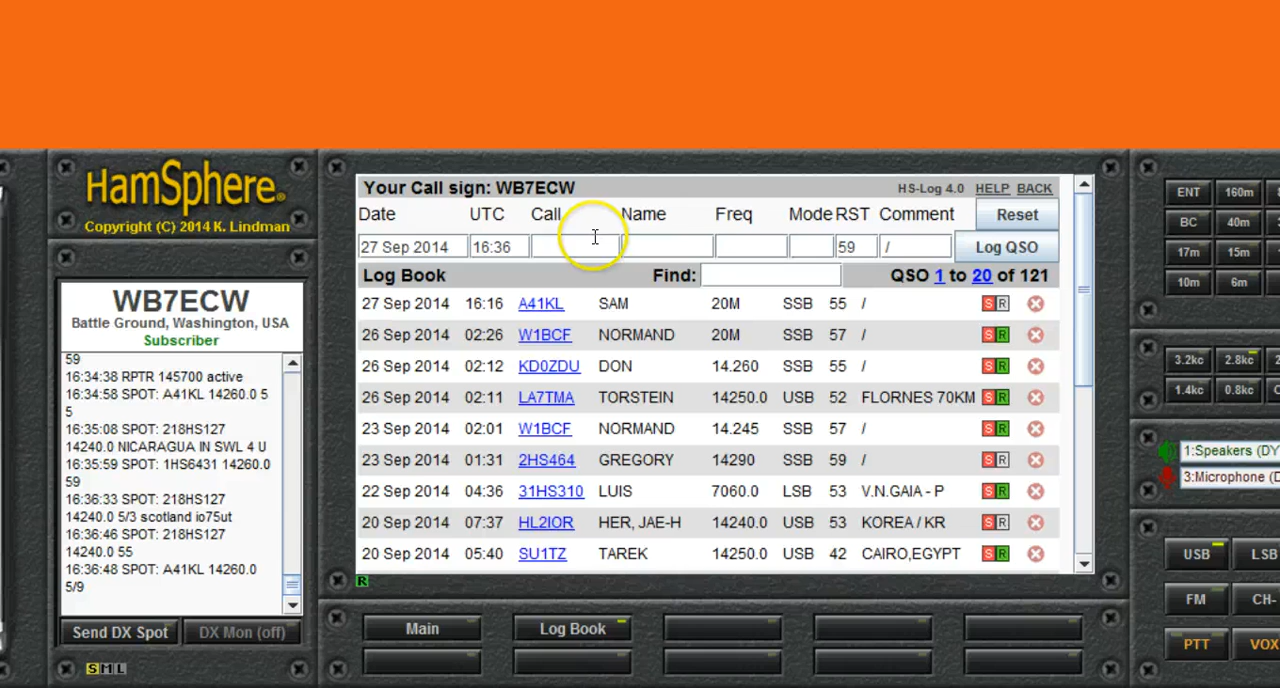 HamSphere®
Copyright (C) 2014 K. Lindman
WB7ECW
Battle Ground, Washington, USA
Subscriber
59
16:34:38 RPTR 145700 active
16:34:58 SPOT: A41KL 14260.0 5
5
16:35:08 SPOT: 218HS127
14240.0 NICARAGUA IN SWL 4 U
16:35:59 SPOT: 1HS6431 14260.0
59
16:36:33 SPOT: 218HS127
14240.0 5/3 scotland io75ut
16:36:46 SPOT: 218HS127
14240.0 55
16:36:48 SPOT: A41KL 14260.0
5/9
Send DX Spot DX Mon (off)
S M L
Your Call sign: WB7ECW HS-Log 4.0 HELP BACK
Date UTC Call Name Freq Mode RST Comment Reset
27 Sep 2014 16:36 59 / Log QSO
Log Book Find: QSO 1 to 20 of 121
27 Sep 2014 16:16 A41KL SAM 20M SSB 55 / S R
26 Sep 2014 02:26 W1BCF NORMAND 20M SSB 57 / S R
26 Sep 2014 02:12 KD0ZDU DON 14.260 SSB 55 / S R
26 Sep 2014 02:11 LA7TMA TORSTEIN 14250.0 USB 52 FLORNES 70KM S R
23 Sep 2014 02:01 W1BCF NORMAND 14.245 SSB 57 / S R
23 Sep 2014 01:31 2HS464 GREGORY 14290 SSB 59 / S R
22 Sep 2014 04:36 31HS310 LUIS 7060.0 LSB 53 V.N.GAIA - P S R
20 Sep 2014 07:37 HL2IOR HER, JAE-H 14240.0 USB 53 KOREA / KR S R
20 Sep 2014 05:40 SU1TZ TAREK 14250.0 USB 42 CAIRO,EGYPT S R
R
Main Log Book
ENT 160m
BC 40m
17m 15m
10m 6m
3.2kc 2.8kc 2
1.4kc 0.8kc
1:Speakers (DY
3:Microphone (D
USB LSB
FM CH-
PTT VOX